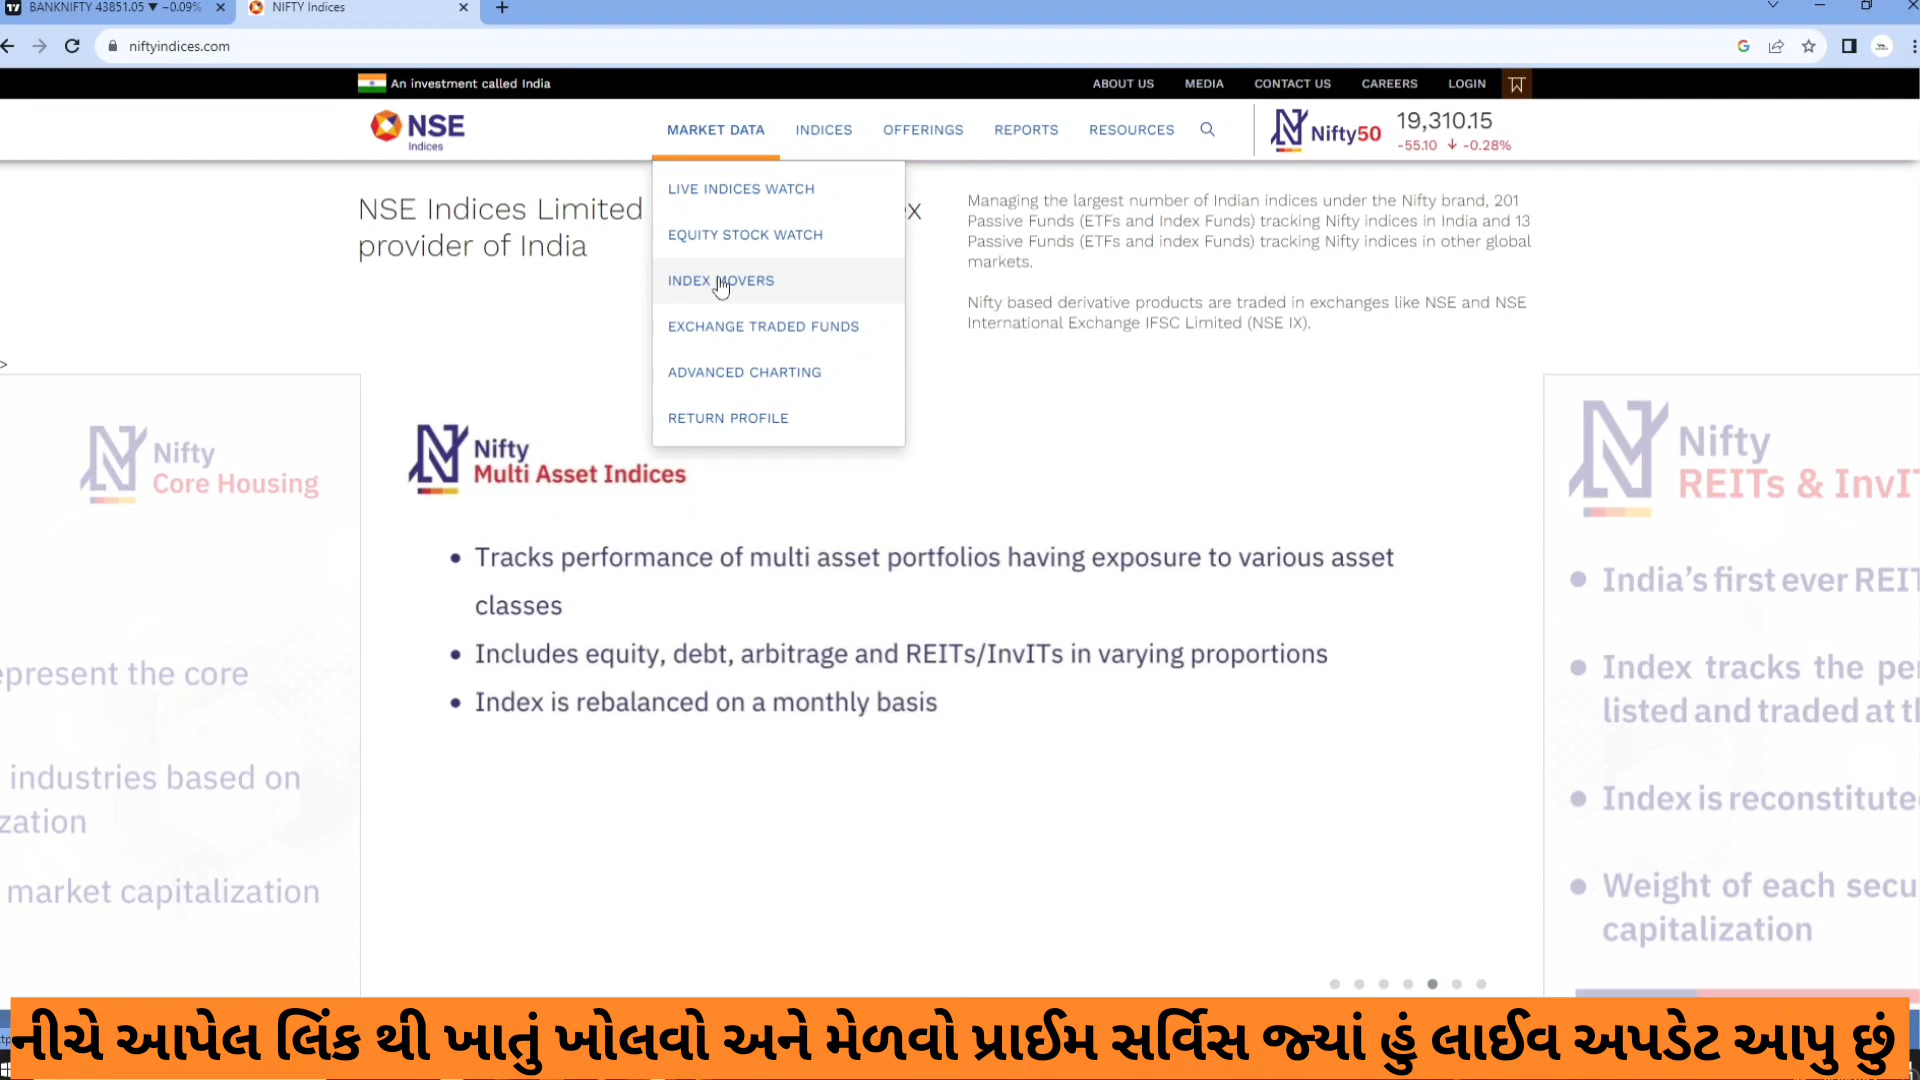 BANKNIFTY 43851.05 ▼ −0.09%
NIFTY Indices
niftyindices.com
An investment called India
ABOUT US
MEDIA
CONTACT US
CAREERS
LOGIN
NSE
Indices
MARKET DATA
INDICES
OFFERINGS
REPORTS
RESOURCES
Nifty50
19,310.15
-55.10 ↓ -0.28%
LIVE INDICES WATCH
EQUITY STOCK WATCH
INDEX MOVERS
EXCHANGE TRADED FUNDS
ADVANCED CHARTING
RETURN PROFILE
NSE Indices Limited
provider of India
Managing the largest number of Indian indices under the Nifty brand, 201
Passive Funds (ETFs and Index Funds) tracking Nifty indices in India and 13
Passive Funds (ETFs and index Funds) tracking Nifty indices in other global
markets.
Nifty based derivative products are traded in exchanges like NSE and NSE
International Exchange IFSC Limited (NSE IX).
>
Nifty
Core Housing
industries based on
market capitalization
Nifty
Multi Asset Indices
• Tracks performance of multi asset portfolios having exposure to various asset
classes
• Includes equity, debt, arbitrage and REITs/InvITs in varying proportions
• Index is rebalanced on a monthly basis
Nifty
REITs &
• India's first ever
• Index tracks the
listed and traded at
• Index is
• Weight of each
capitalization
નીચે આપેલ લિંક થી ખાતું ખોલવો અને મેળવો પ્રાઈમ સર્વિસ જ્યાં હું લાઈવ અપડેટ આપુ છું